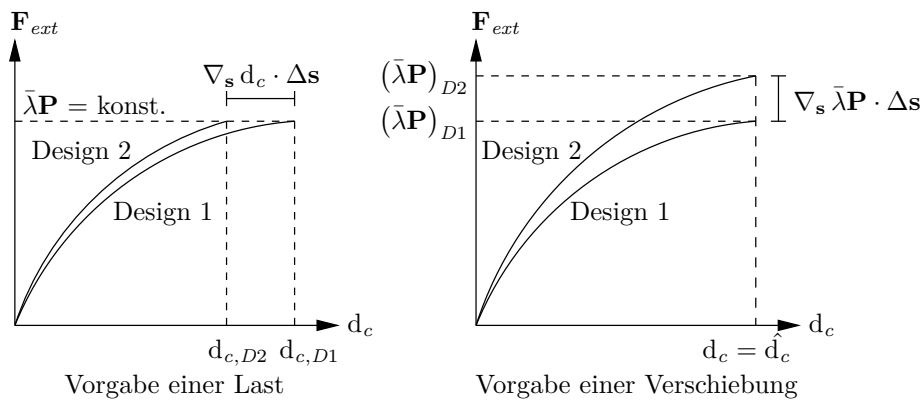 F_ext
∇_s d_c · Δs
λ̄P = konst.
Design 2
Design 1
d_c
d_c,D2 d_c,D1
Vorgabe einer Last
F_ext
(λ̄P)_D2
(λ̄P)_D1
∇_s λ̄P · Δs
Design 2
Design 1
d_c
d_c = d̂_c
Vorgabe einer Verschiebung